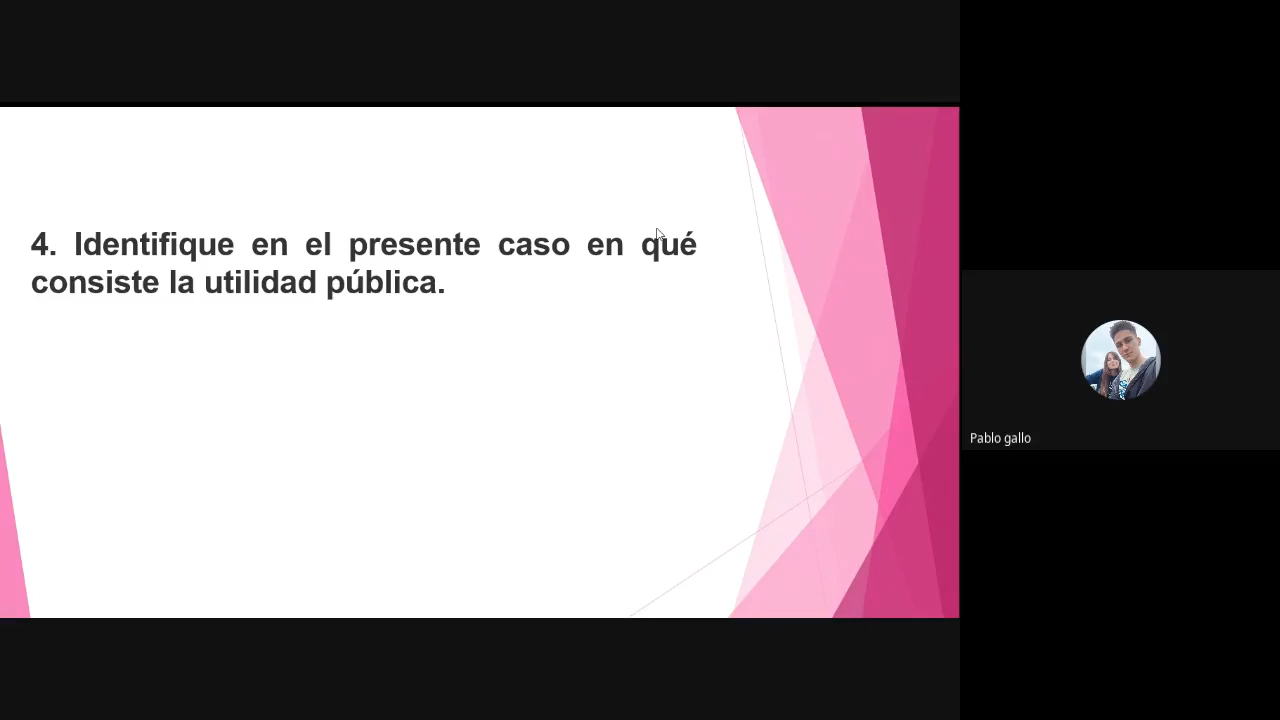 4. Identifique en el presente caso en qué
consiste la utilidad pública.
Pablo gallo